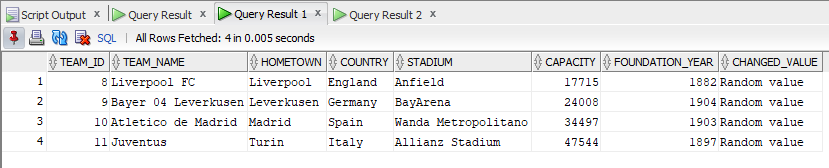 Script Output x Query Result x Query Result 1 x Query Result 2 x
SQL | All Rows Fetched: 4 in 0.005 seconds
TEAM_ID TEAM_NAME HOMETOWN COUNTRY STADIUM CAPACITY FOUNDATION_YEAR CHANGED_VALUE
1 8 Liverpool FC Liverpool England Anfield 17715 1882 Random value
2 9 Bayer 04 Leverkusen Leverkusen Germany BayArena 24008 1904 Random value
3 10 Atletico de Madrid Madrid Spain Wanda Metropolitano 34497 1903 Random value
4 11 Juventus Turin Italy Allianz Stadium 47544 1897 Random value